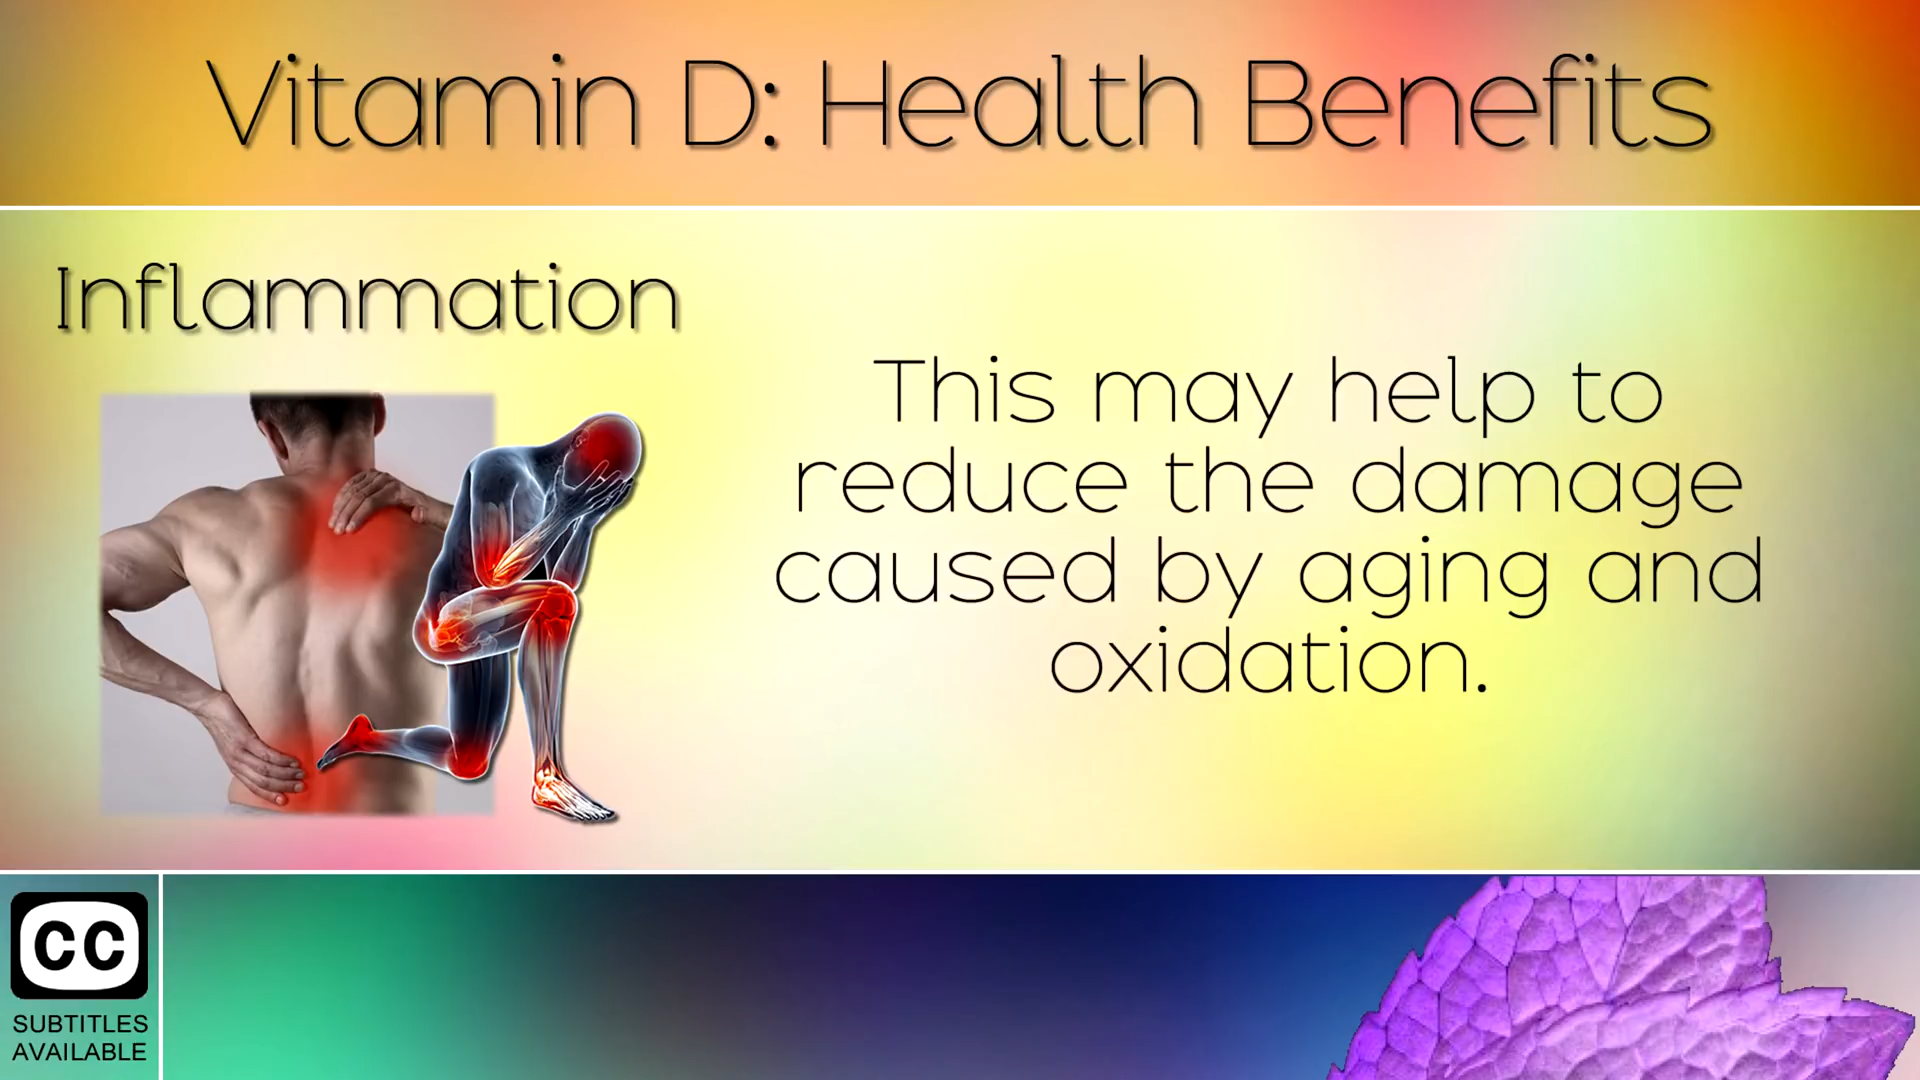 Vitamin D: Health Benefits
Inflammation
This may help to
reduce the damage
caused by aging and
oxidation.
CC
SUBTITLES
AVAILABLE